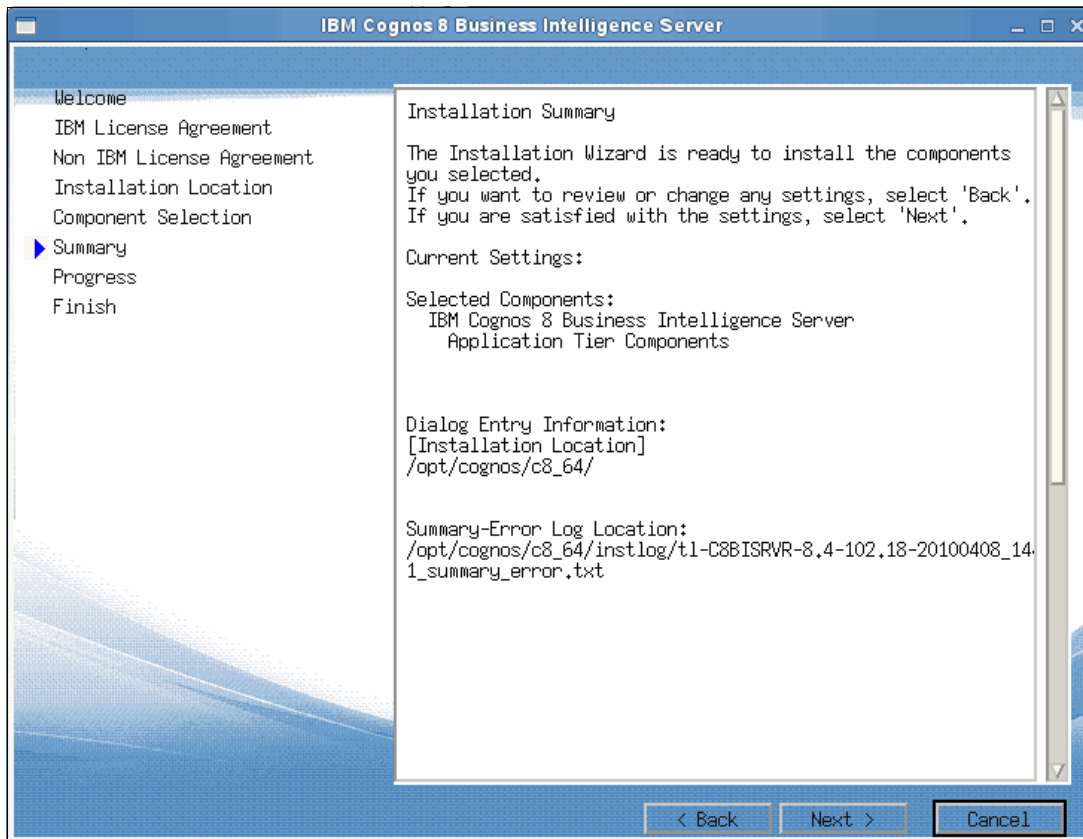 IBM Cognos 8 Business Intelligence Server
Welcome
IBM License Agreement
Non IBM License Agreement
Installation Location
Component Selection
Summary
Progress
Finish
Installation Summary
The Installation Wizard is ready to install the components
you selected.
If you want to review or change any settings, select 'Back'.
If you are satisfied with the settings, select 'Next'.
Current Settings:
Selected Components:
IBM Cognos 8 Business Intelligence Server
Application Tier Components
Dialog Entry Information:
[Installation Location]
/opt/cognos/c8_64/
Summary-Error Log Location:
/opt/cognos/c8_64/instlog/tl-C8BISRVR-8.4-102.18-20100408_14
1_summary_error.txt
< Back
Next >
Cancel